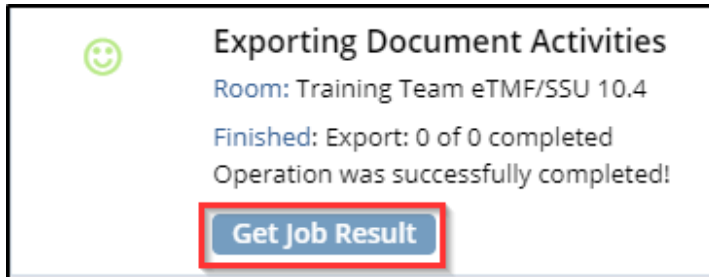 Exporting Document Activities
Room: Training Team eTMF/SSU 10.4
Finished: Export: 0 of 0 completed
Operation was successfully completed!
Get Job Result